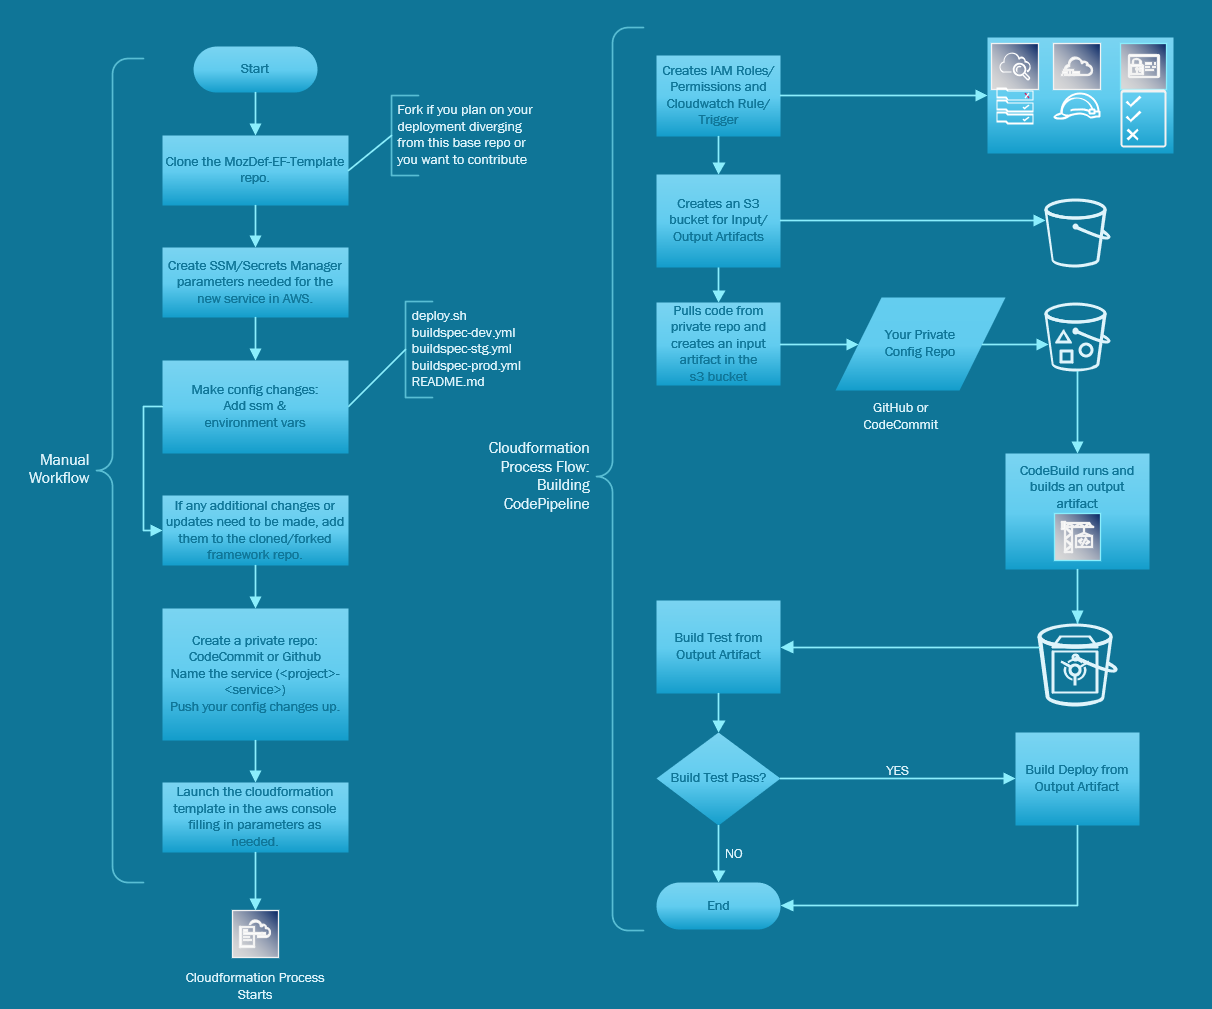 Start
Clone the MozDef-EF-Template
repo.
Fork if you plan on your
deployment diverging
from this base repo or
you want to contribute
Create SSM/Secrets Manager
parameters needed for the
new service in AWS.
Make config changes:
Add ssm &
environment vars
deploy.sh
buildspec-dev.yml
buildspec-stg.yml
buildspec-prod.yml
README.md
Manual
Workflow
If any additional changes or
updates need to be made, add
them to the cloned/forked
framework repo.
Create a private repo:
CodeCommit or Github
Name the service (<project>-
<service>)
Push your config changes up.
Launch the cloudformation
template in the aws console
filling in parameters as
needed.
Cloudformation Process
Starts
Cloudformation
Process Flow:
Building
CodePipeline
Creates IAM Roles/
Permissions and
Cloudwatch Rule/
Trigger
Creates an S3
bucket for Input/
Output Artifacts
Pulls code from
private repo and
creates an input
artifact in the
s3 bucket
Your Private
Config Repo
GitHub or
CodeCommit
CodeBuild runs and
builds an output
artifact
Build Test from
Output Artifact
Build Test Pass?
YES
Build Deploy from
Output Artifact
NO
End